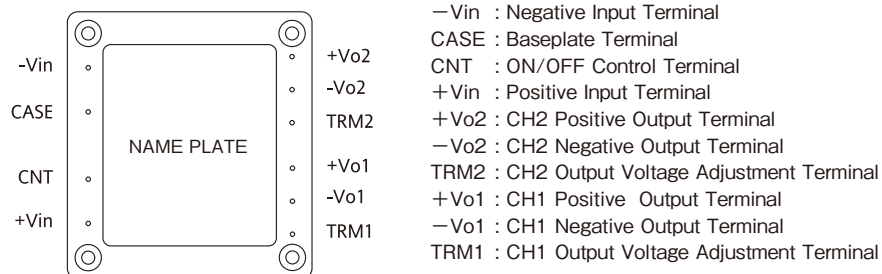 -Vin
CASE
CNT
+Vin
NAME PLATE
+Vo2
-Vo2
TRM2
+Vo1
-Vo1
TRM1
−Vin : Negative Input Terminal
CASE : Baseplate Terminal
CNT : ON/OFF Control Terminal
+Vin : Positive Input Terminal
+Vo2 : CH2 Positive Output Terminal
−Vo2 : CH2 Negative Output Terminal
TRM2 : CH2 Output Voltage Adjustment Terminal
+Vo1 : CH1 Positive Output Terminal
−Vo1 : CH1 Negative Output Terminal
TRM1 : CH1 Output Voltage Adjustment Terminal